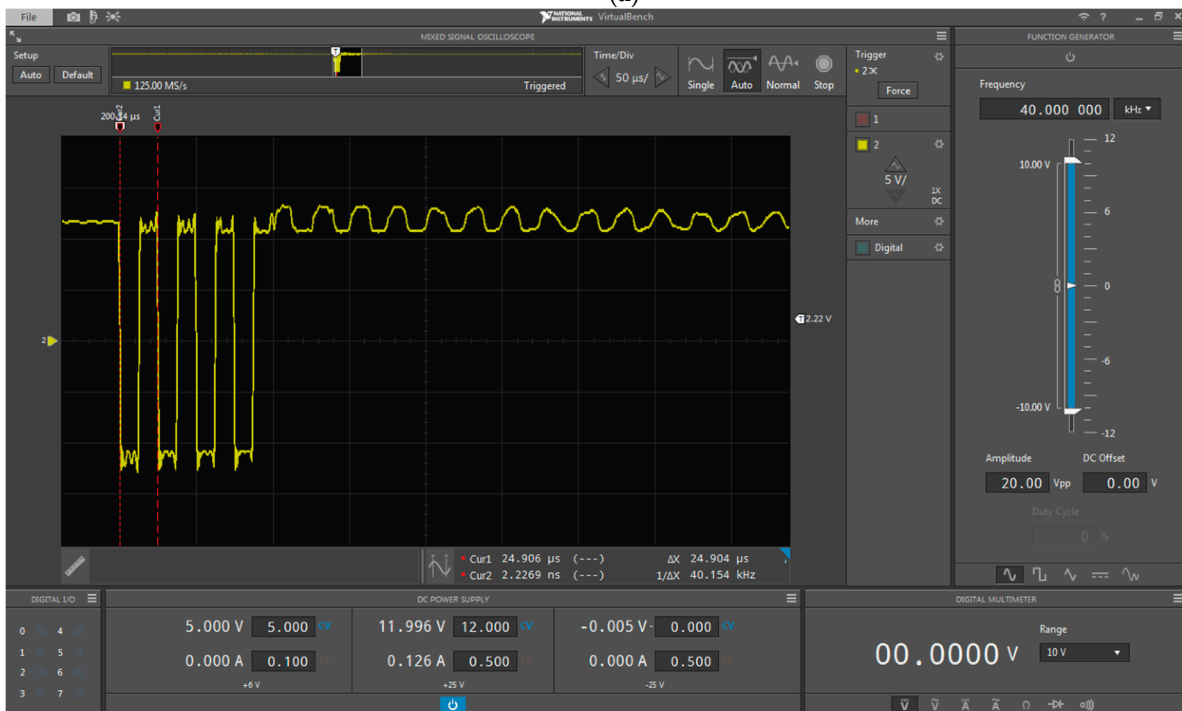 (a)
File
NATIONAL INSTRUMENTS VirtualBench
?
MIXED SIGNAL OSCILLOSCOPE
FUNCTION GENERATOR
Setup
Auto Default
125.00 MS/s
Triggered
Time/Div
50 µs/
Single Auto Normal Stop
Trigger
2
Force
1
2
5 V/
1X
DC
More
Digital
Cur2
Cur1
T
2
T 2.22 V
Cur1 24.906 µs (---) ΔX 24.904 µs
Cur2 2.2269 ns (---) 1/ΔX 40.154 kHz
Frequency
40.000 000 kHz
12
10.00 V
6
0
-6
-10.00 V
-12
Amplitude DC Offset
20.00 Vpp 0.00 V
Duty Cycle
0 %
DIGITAL I/O
0 4
1 5
2 6
3 7
DC POWER SUPPLY
5.000 V 5.000 CV 11.996 V 12.000 CV -0.005 V- 0.000 CV
0.000 A 0.100 CC 0.126 A 0.500 CC 0.000 A 0.500 CC
+6 V +25 V -25 V
DIGITAL MULTIMETER
00.0000 V
Range
10 V
V V A A Ω